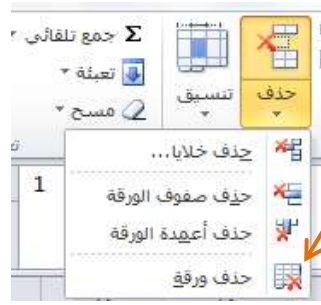 Σ جمع تلقائي
تعبئة
مسح
تنسيق
حذف
حذف خلايا...
حذف صفوف الورقة
حذف أعمدة الورقة
حذف ورقة
1